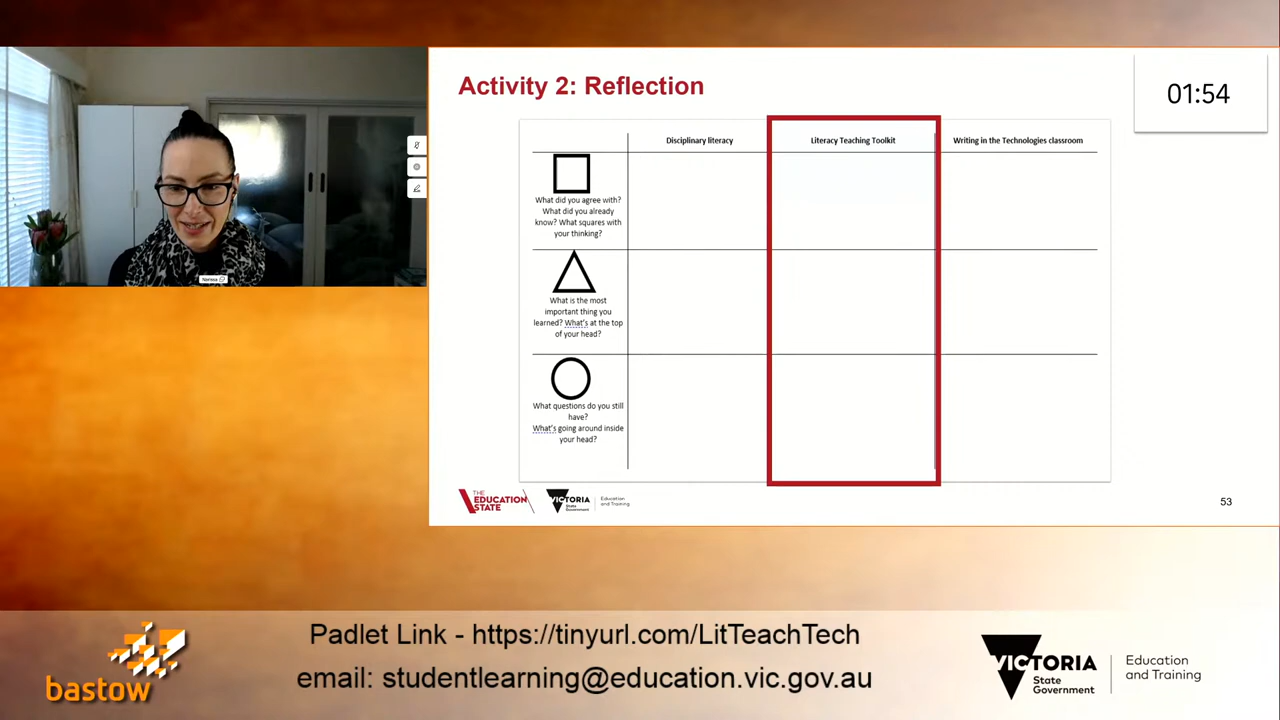 Activity 2: Reflection
01:54
Disciplinary literacy
Literacy Teaching Toolkit
Writing in the Technologies classroom
What did you agree with?
What did you already
know? What squares with
your thinking?
What is the most
important thing you
learned? What's at the top
of your head?
What questions do you still
have?
What's going around inside
your head?
Nerissa
THE
EDUCATION
STATE
VICTORIA
State
Government
Education
and Training
53
bastow
Padlet Link - https://tinyurl.com/LitTeachTech
email: studentlearning@education.vic.gov.au
VICTORIA
State
Government
Education
and Training